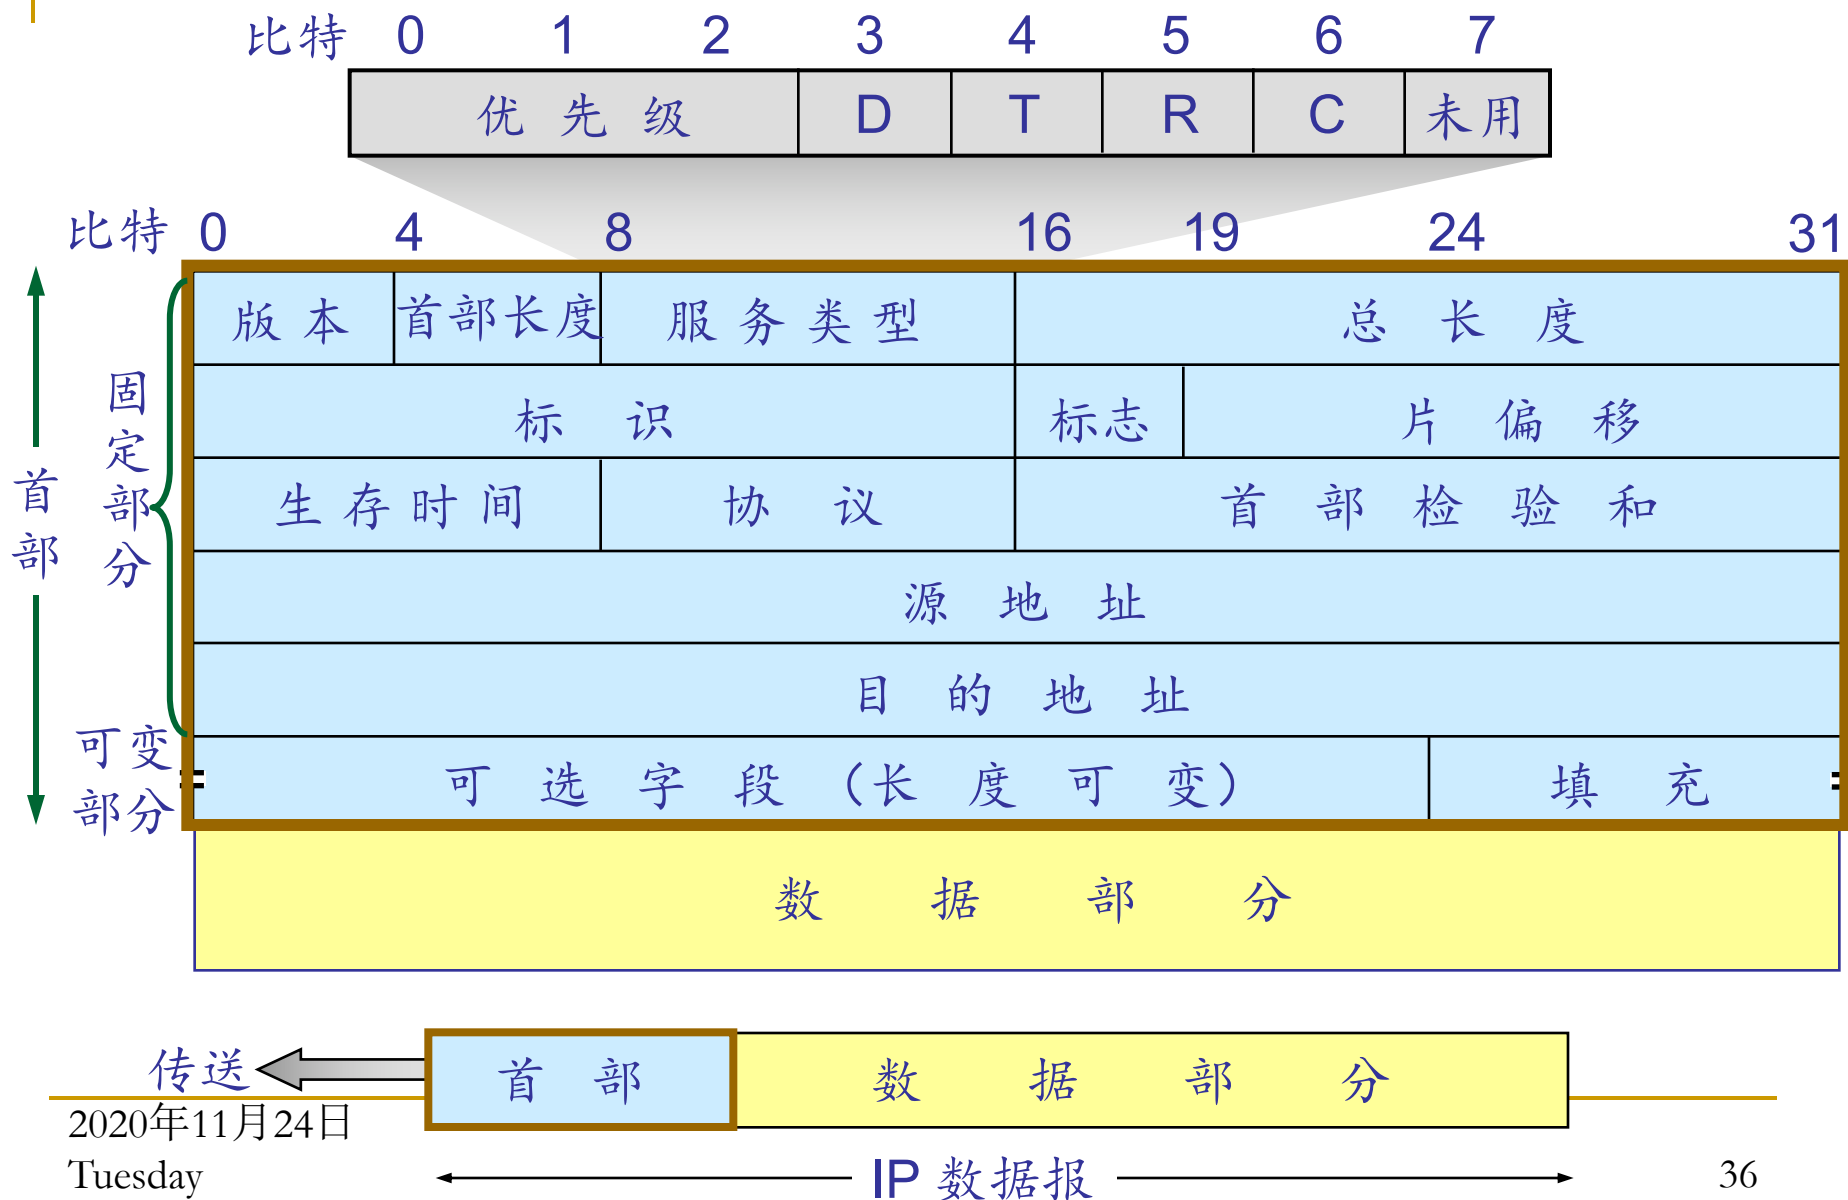 比特 0 1 2 3 4 5 6 7
优先级 D T R C 未用
比特 0 4 8 16 19 24 31
版本 首部长度 服务类型 总长度
标识 标志 片偏移
生存时间 协议 首部检验和
源地址
目的地址
可选字段（长度可变） 填充
首部
固定部分
可变
部分
数据部分
传送 首部 数据部分
IP 数据报
2020年11月24日
Tuesday
36